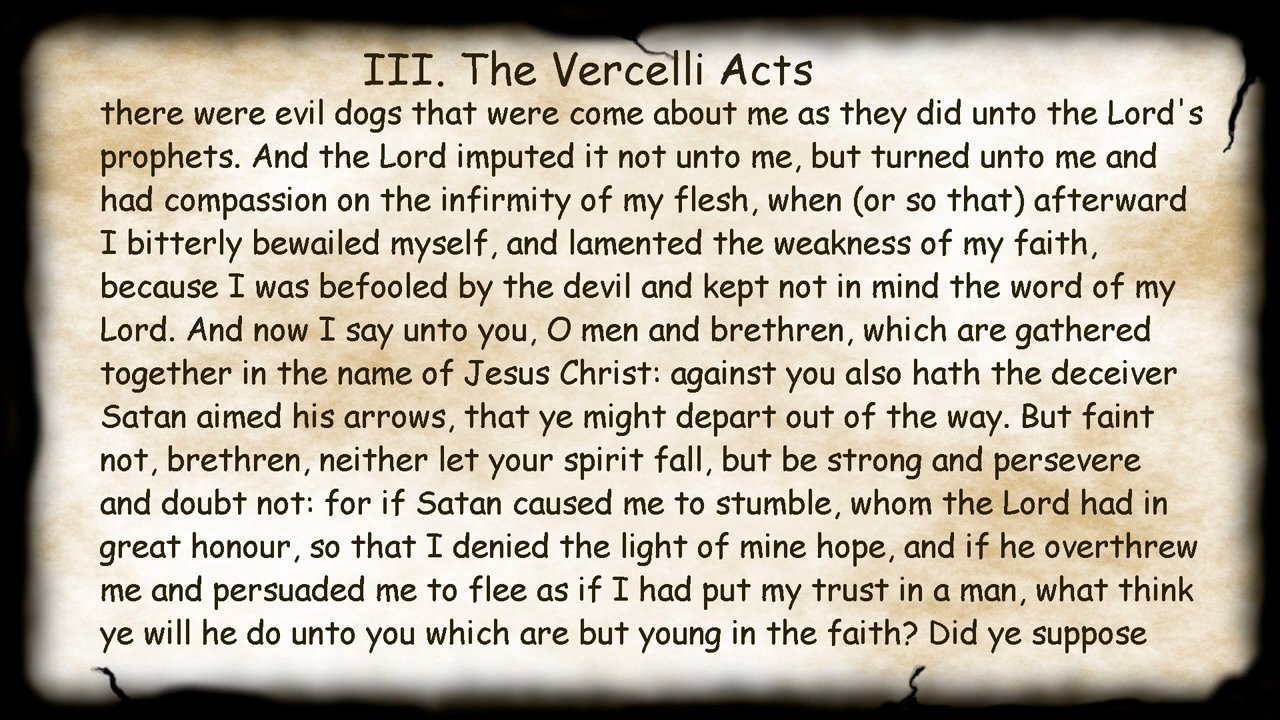 III. The Vercelli Acts
there were evil dogs that were come about me as they did unto the Lord's
prophets. And the Lord imputed it not unto me, but turned unto me and
had compassion on the infirmity of my flesh, when (or so that) afterward
I bitterly bewailed myself, and lamented the weakness of my faith,
because I was befooled by the devil and kept not in mind the word of my
Lord. And now I say unto you, O men and brethren, which are gathered
together in the name of Jesus Christ: against you also hath the deceiver
Satan aimed his arrows, that ye might depart out of the way. But faint
not, brethren, neither let your spirit fall, but be strong and persevere
and doubt not: for if Satan caused me to stumble, whom the Lord had in
great honour, so that I denied the light of mine hope, and if he overthrew
me and persuaded me to flee as if I had put my trust in a man, what think
ye will he do unto you which are but young in the faith? Did ye suppose